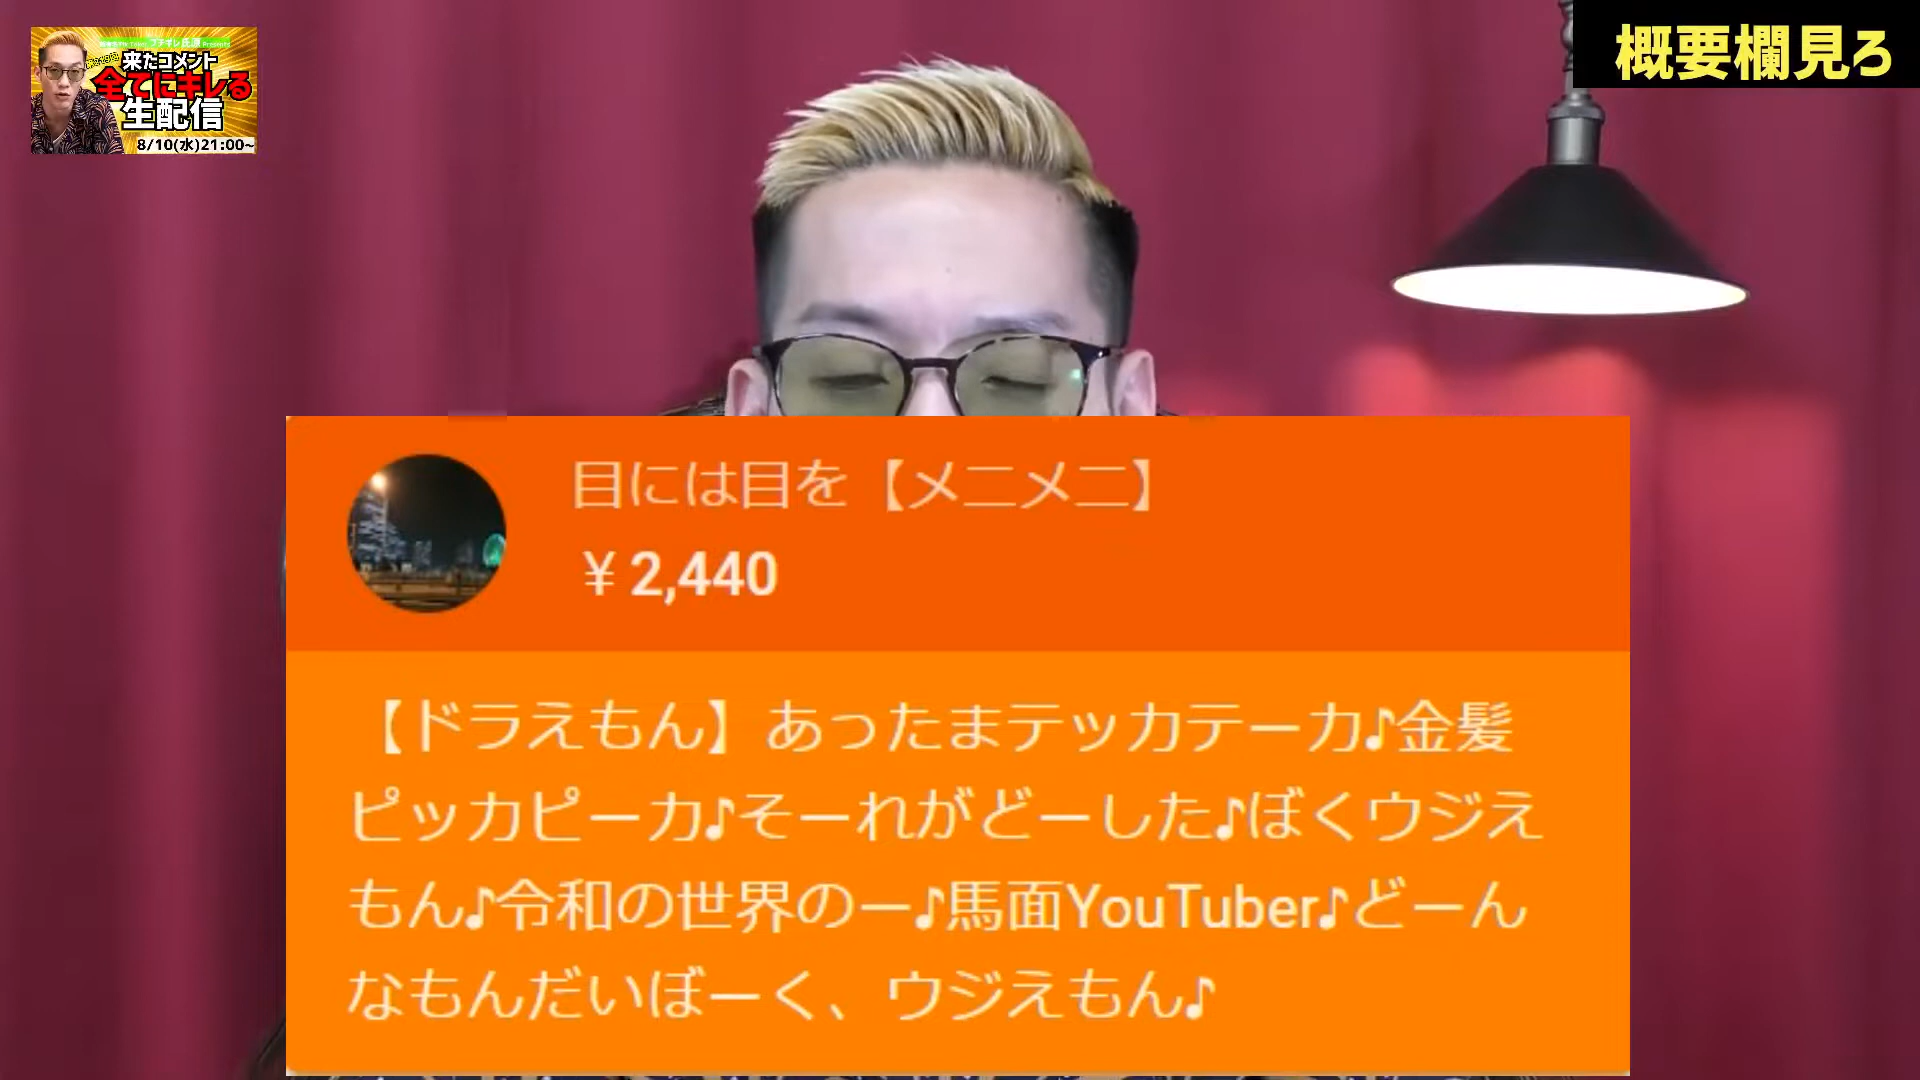 来たコメント
全てにキレる
生配信
8/10(水)21:00~
概要欄見ろ
目には目を【メニメニ】
¥2,440
【ドラえもん】あったまテッカテーカ♪金髪
ピッカピーカ♪そーれがどーした♪ぼくウジえ
もん♪令和の世界のー♪馬面YouTuber♪どーん
なもんだいぼーく、ウジえもん♪